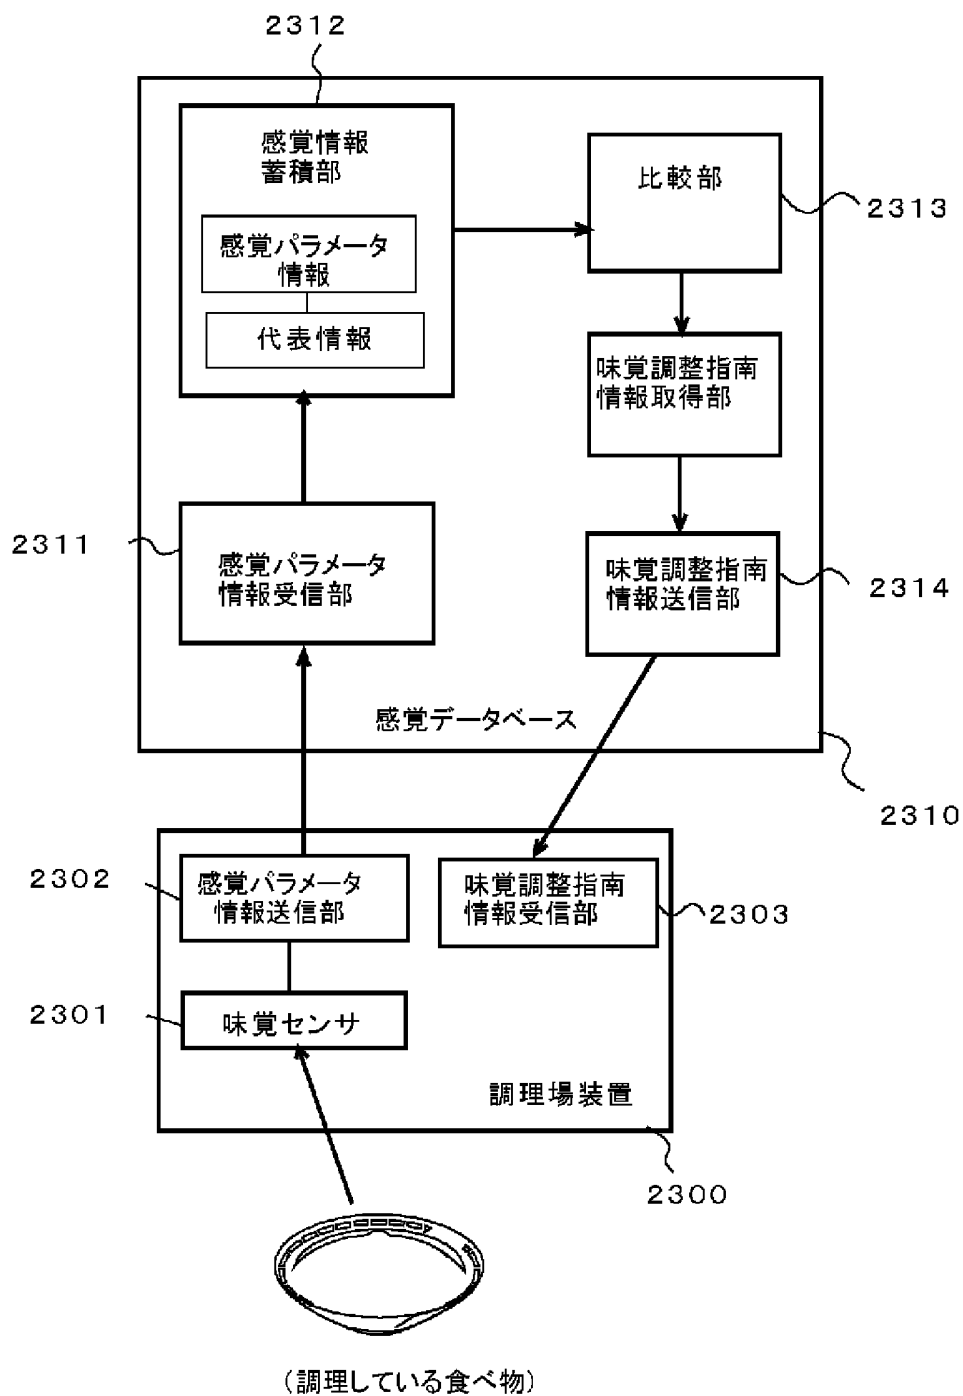 2312
感覚情報
蓄積部
感覚パラメータ
情報
代表情報
比較部
2313
味覚調整指南
情報取得部
2311
感覚パラメータ
情報受信部
味覚調整指南
情報送信部
2314
感覚データベース
2310
2302
感覚パラメータ
情報送信部
味覚調整指南
情報受信部
2303
2301
味覚センサ
調理場装置
2300
(調理している食べ物)